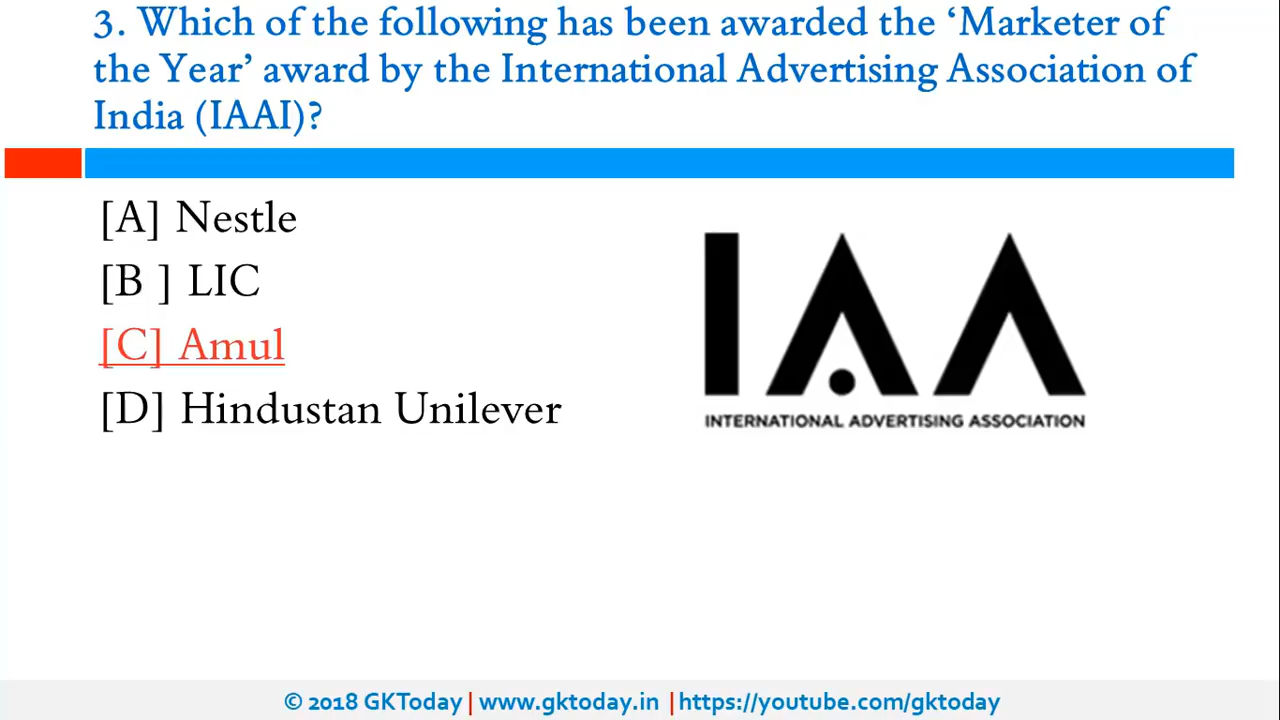 3. Which of the following has been awarded the ‘Marketer of
the Year’ award by the International Advertising Association of
India (IAAI)?
[A] Nestle
[B ] LIC
[C] Amul
[D] Hindustan Unilever
IAA
INTERNATIONAL ADVERTISING ASSOCIATION
© 2018 GKToday | www.gktoday.in | https://youtube.com/gktoday